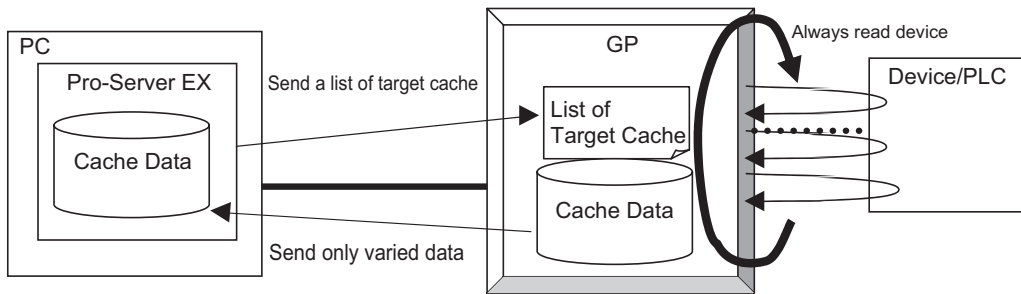 PC
Pro-Server EX
Cache Data
Send a list of target cache
Send only varied data
GP
List of
Target Cache
Cache Data
Always read device
Device/PLC